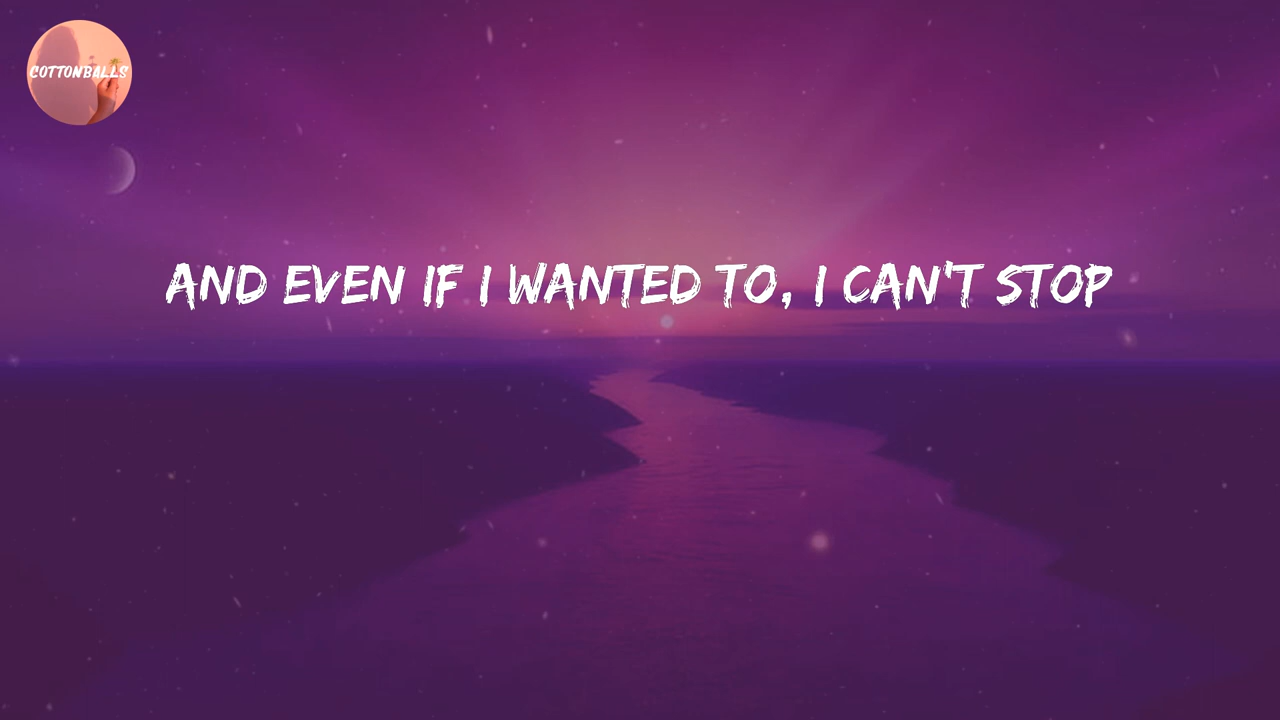 COTTONBALLS
AND EVEN IF I WANTED TO, I CAN'T STOP